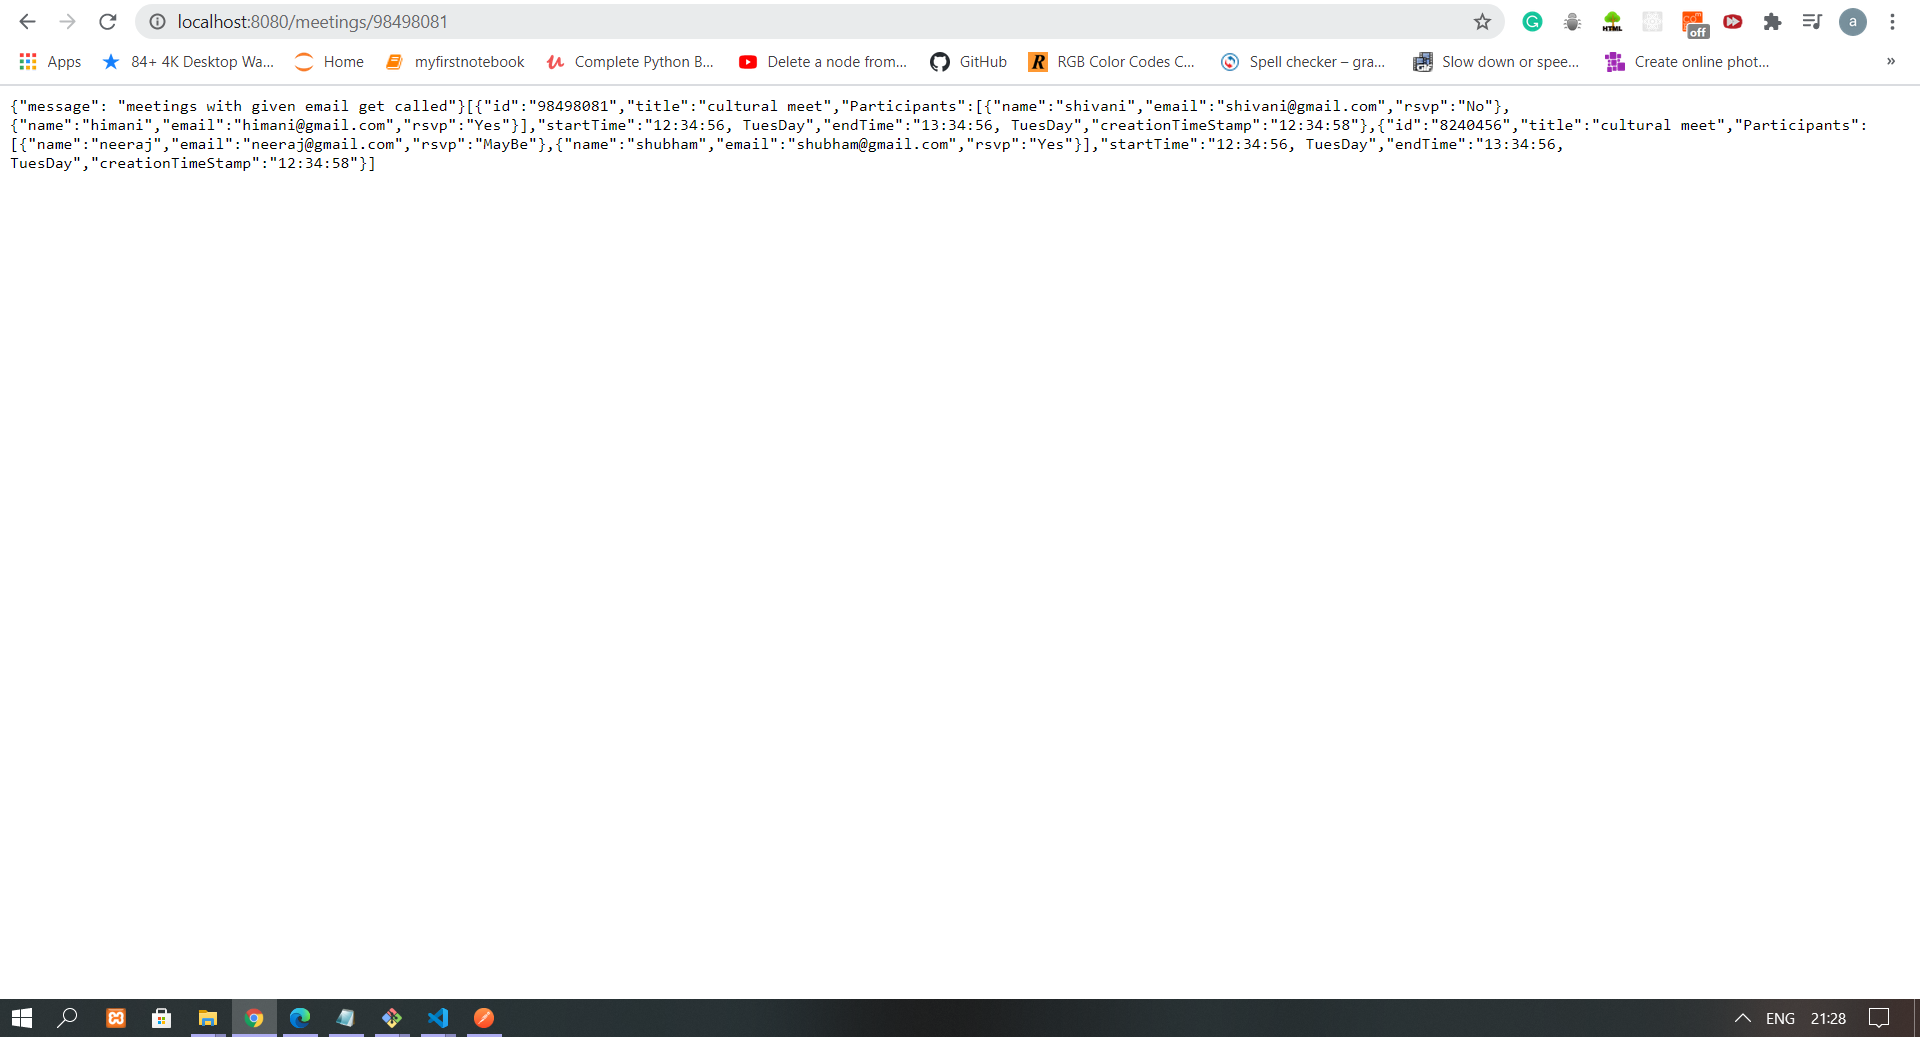 localhost:8080/meetings/98498081
a
HTML
off
Apps 84+ 4K Desktop Wa... Home myfirstnotebook Complete Python B... Delete a node from... GitHub R RGB Color Codes C... Spell checker – gra... Slow down or spee... Create online phot... »
{"message": "meetings with given email get called"}[{"id":"98498081","title":"cultural meet","Participants":[{"name":"shivani","email":"shivani@gmail.com","rsvp":"No"},
{"name":"himani","email":"himani@gmail.com","rsvp":"Yes"}],"startTime":"12:34:56, TuesDay","endTime":"13:34:56, TuesDay","creationTimeStamp":"12:34:58"},{"id":"8240456","title":"cultural meet","Participants":
[{"name":"neeraj","email":"neeraj@gmail.com","rsvp":"MayBe"},{"name":"shubham","email":"shubham@gmail.com","rsvp":"Yes"}],"startTime":"12:34:56, TuesDay","endTime":"13:34:56,
TuesDay","creationTimeStamp":"12:34:58"}]
ENG 21:28